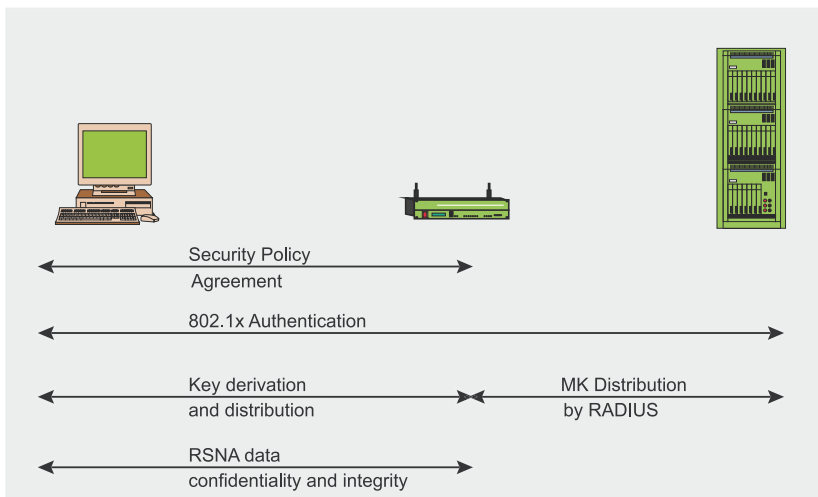 Security Policy
Agreement
802.1x Authentication
Key derivation
and distribution
MK Distribution
by RADIUS
RSNA data
confidentiality and integrity